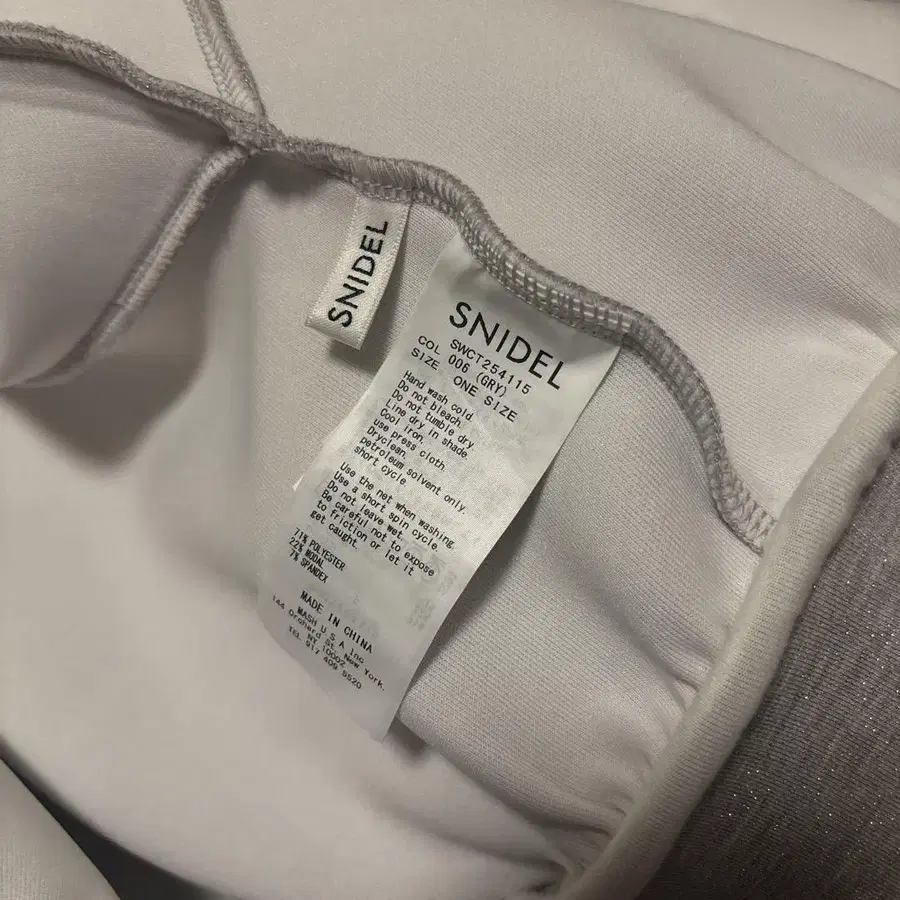 SNIDEL
SNIDEL
SWCT254115
COL 006 (GRY)
SIZE ONE SIZE
Hand wash cold.
Do not bleach.
Do not tumble dry.
Line dry in shade.
Cool iron,
use press cloth.
Dryclean,
petroleum solvent only.
short cycle.
Use the net when washing.
Use a short spin cycle.
Do not leave wet.
Be careful not to expose
to friction or let it
get caught.
71% POLYESTER
22% MODAL
7% SPANDEX
MADE IN CHINA
MASH U S A Inc
144 Orchard St. New York.
NY 10002
TEL 917 409 5520